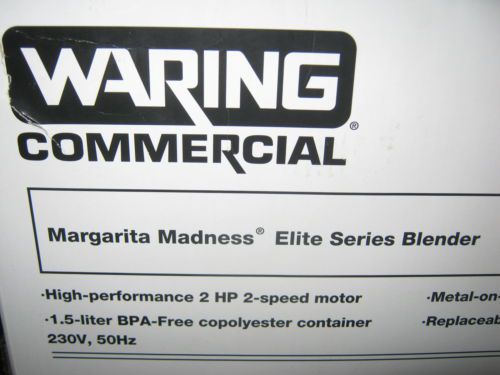 WARING
COMMERCIAL®
Margarita Madness® Elite Series Blender
·High-performance 2 HP 2-speed motor
·1.5-liter BPA-Free copolyester container
230V, 50Hz
·Metal-on-
·Replaceab